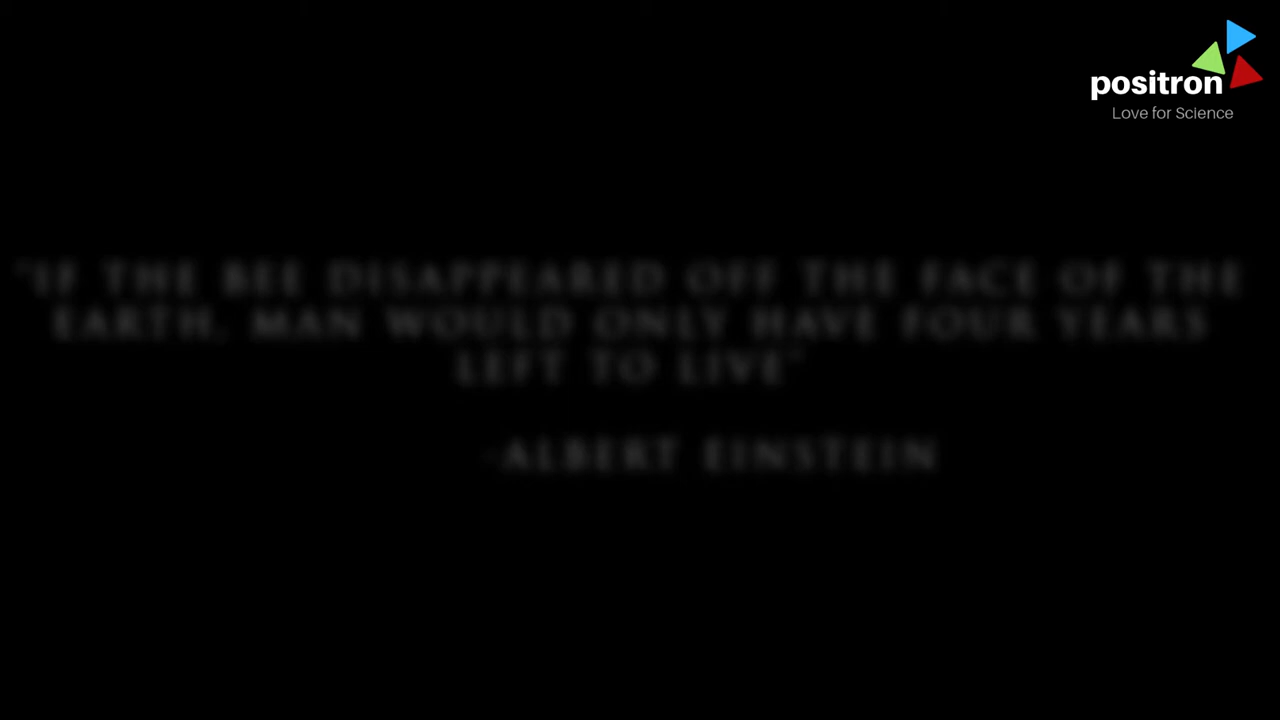 positron
Love for Science
"IF THE BEE DISAPPEARED OFF THE FACE OF THE
EARTH, MAN WOULD ONLY HAVE FOUR YEARS
LEFT TO LIVE"
-ALBERT EINSTEIN